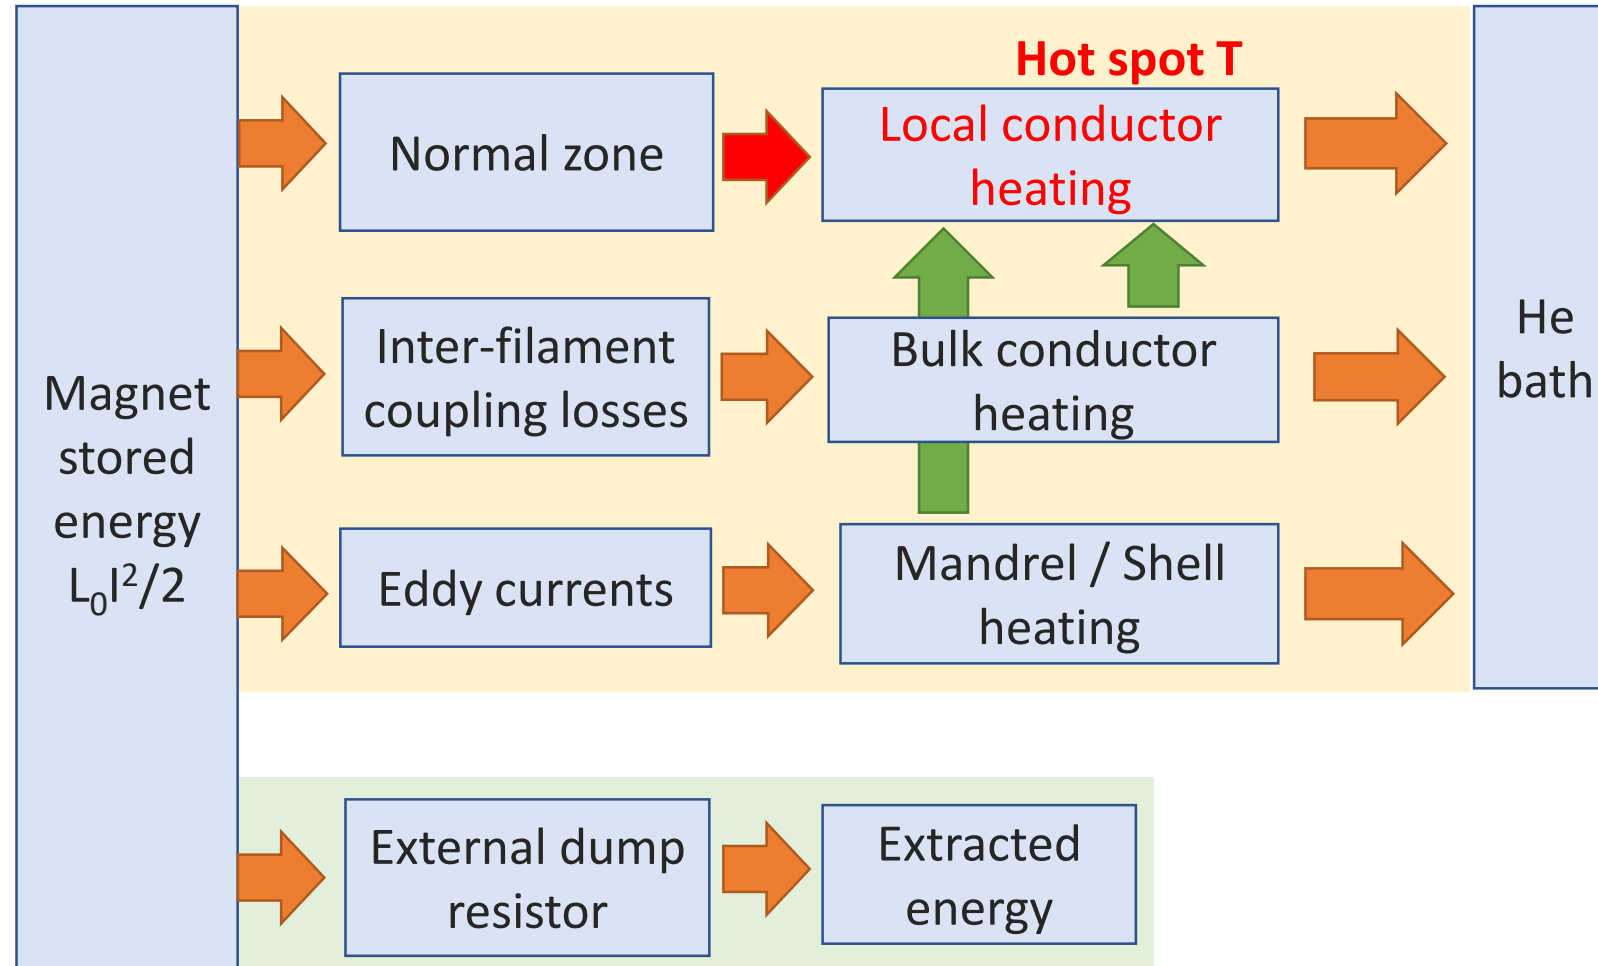 Magnet
stored
energy
L₀I²/2
Normal zone
Hot spot T
Local conductor
heating
Inter-filament
coupling losses
Bulk conductor
heating
Eddy currents
Mandrel / Shell
heating
He
bath
External dump
resistor
Extracted
energy